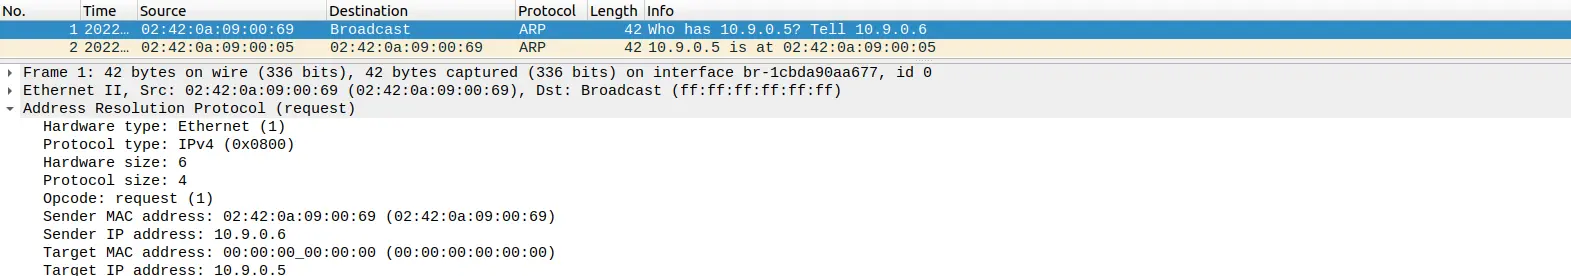 No. Time Source Destination Protocol Length Info
1 2022… 02:42:0a:09:00:69 Broadcast ARP 42 Who has 10.9.0.5? Tell 10.9.0.6
2 2022… 02:42:0a:09:00:05 02:42:0a:09:00:69 ARP 42 10.9.0.5 is at 02:42:0a:09:00:05
Frame 1: 42 bytes on wire (336 bits), 42 bytes captured (336 bits) on interface br-1cbda90aa677, id 0
Ethernet II, Src: 02:42:0a:09:00:69 (02:42:0a:09:00:69), Dst: Broadcast (ff:ff:ff:ff:ff:ff)
Address Resolution Protocol (request)
Hardware type: Ethernet (1)
Protocol type: IPv4 (0x0800)
Hardware size: 6
Protocol size: 4
Opcode: request (1)
Sender MAC address: 02:42:0a:09:00:69 (02:42:0a:09:00:69)
Sender IP address: 10.9.0.6
Target MAC address: 00:00:00_00:00:00 (00:00:00:00:00:00)
Target IP address: 10.9.0.5